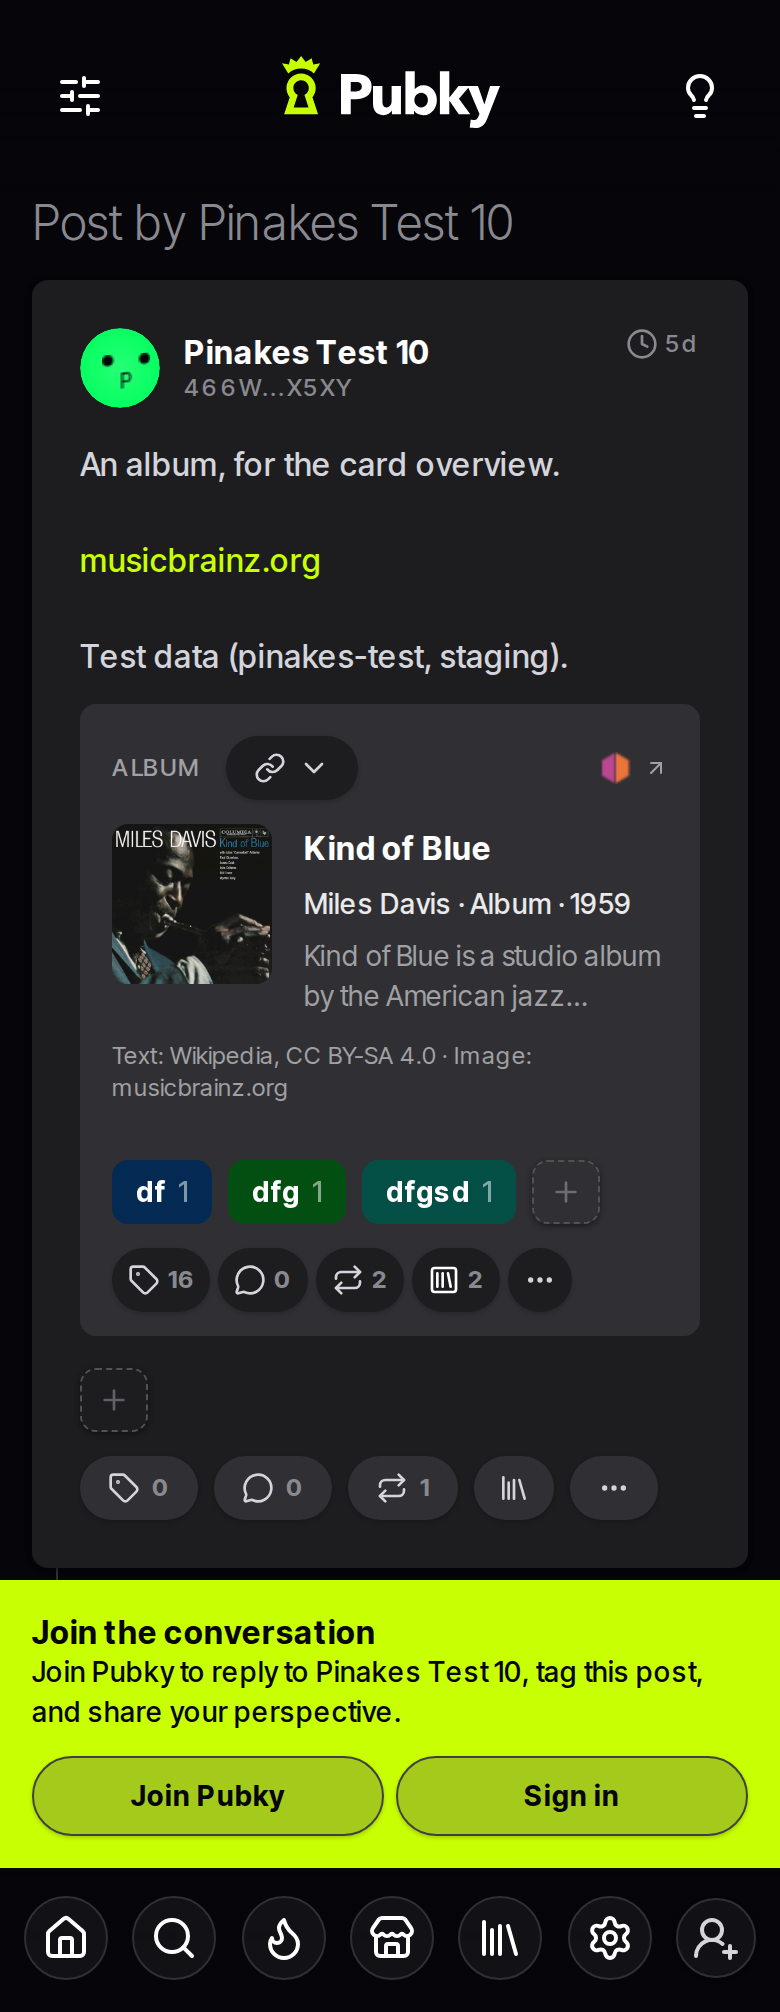 Pubky
Post by Pinakes Test 10
Pinakes Test 10
5d
466W...X5XY
An album, for the card overview.
musicbrainz.org
Test data (pinakes-test, staging).
ALBUM
MILES DAVIS
COLUMBIA
Kind of Blue
Kind of Blue
Miles Davis · Album · 1959
Kind of Blue is a studio album
by the American jazz...
Text: Wikipedia, CC BY-SA 4.0 · Image:
musicbrainz.org
df 1
dfg 1
dfgsd 1
16
0
2
2
0
0
1
Join the conversation
Join Pubky to reply to Pinakes Test 10, tag this post,
and share your perspective.
Join Pubky
Sign in